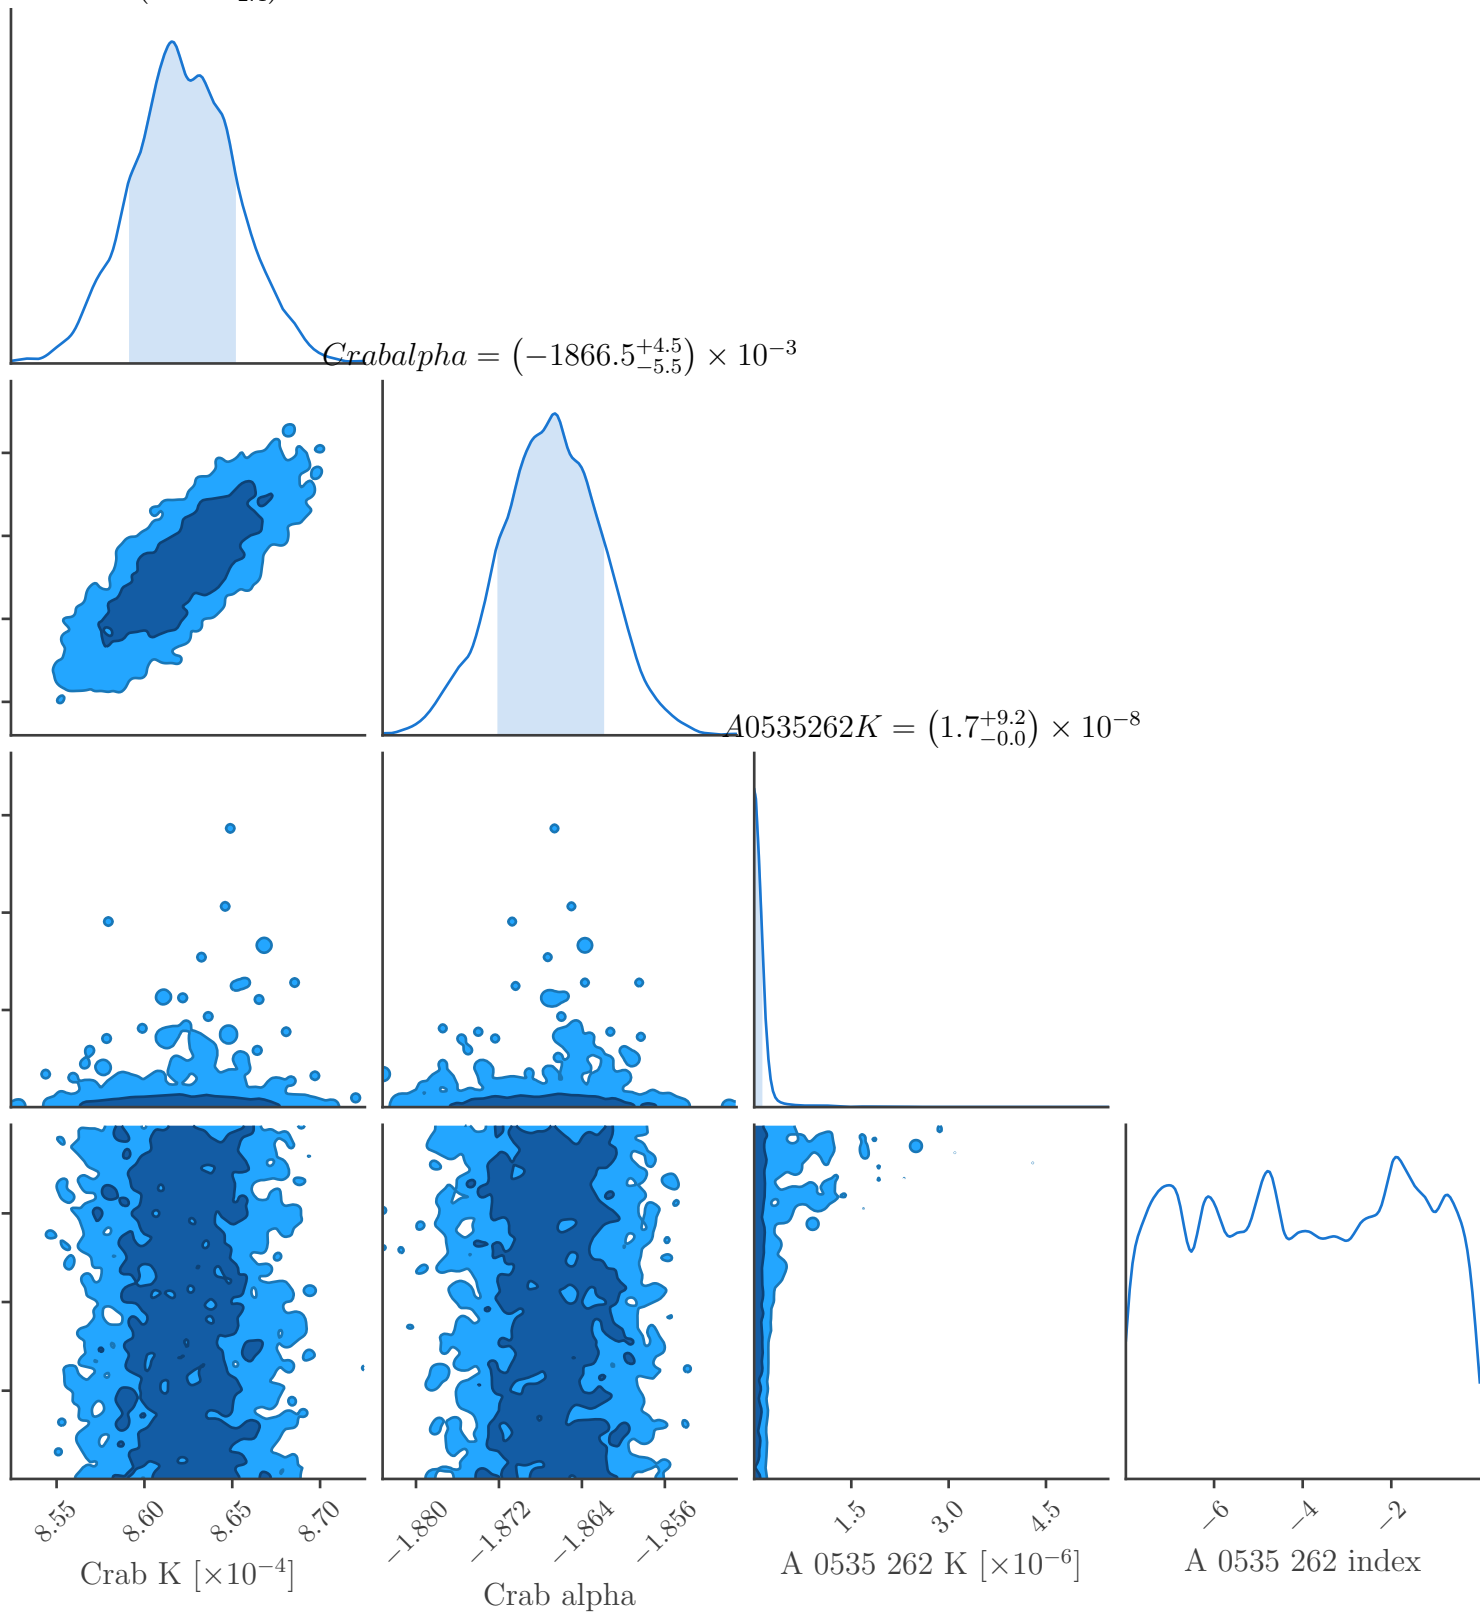 Crabalpha = (−1866.5^{+4.5}_{−5.5}) × 10^{−3}
A0535262K = (1.7^{+9.2}_{−0.0}) × 10^{−8}
8.55 8.60 8.65 8.70
−1.880 −1.872 −1.864 −1.856
1.5 3.0 4.5
−6 −4 −2
Crab K [×10^{−4}]
Crab alpha
A 0535 262 K [×10^{−6}]
A 0535 262 index